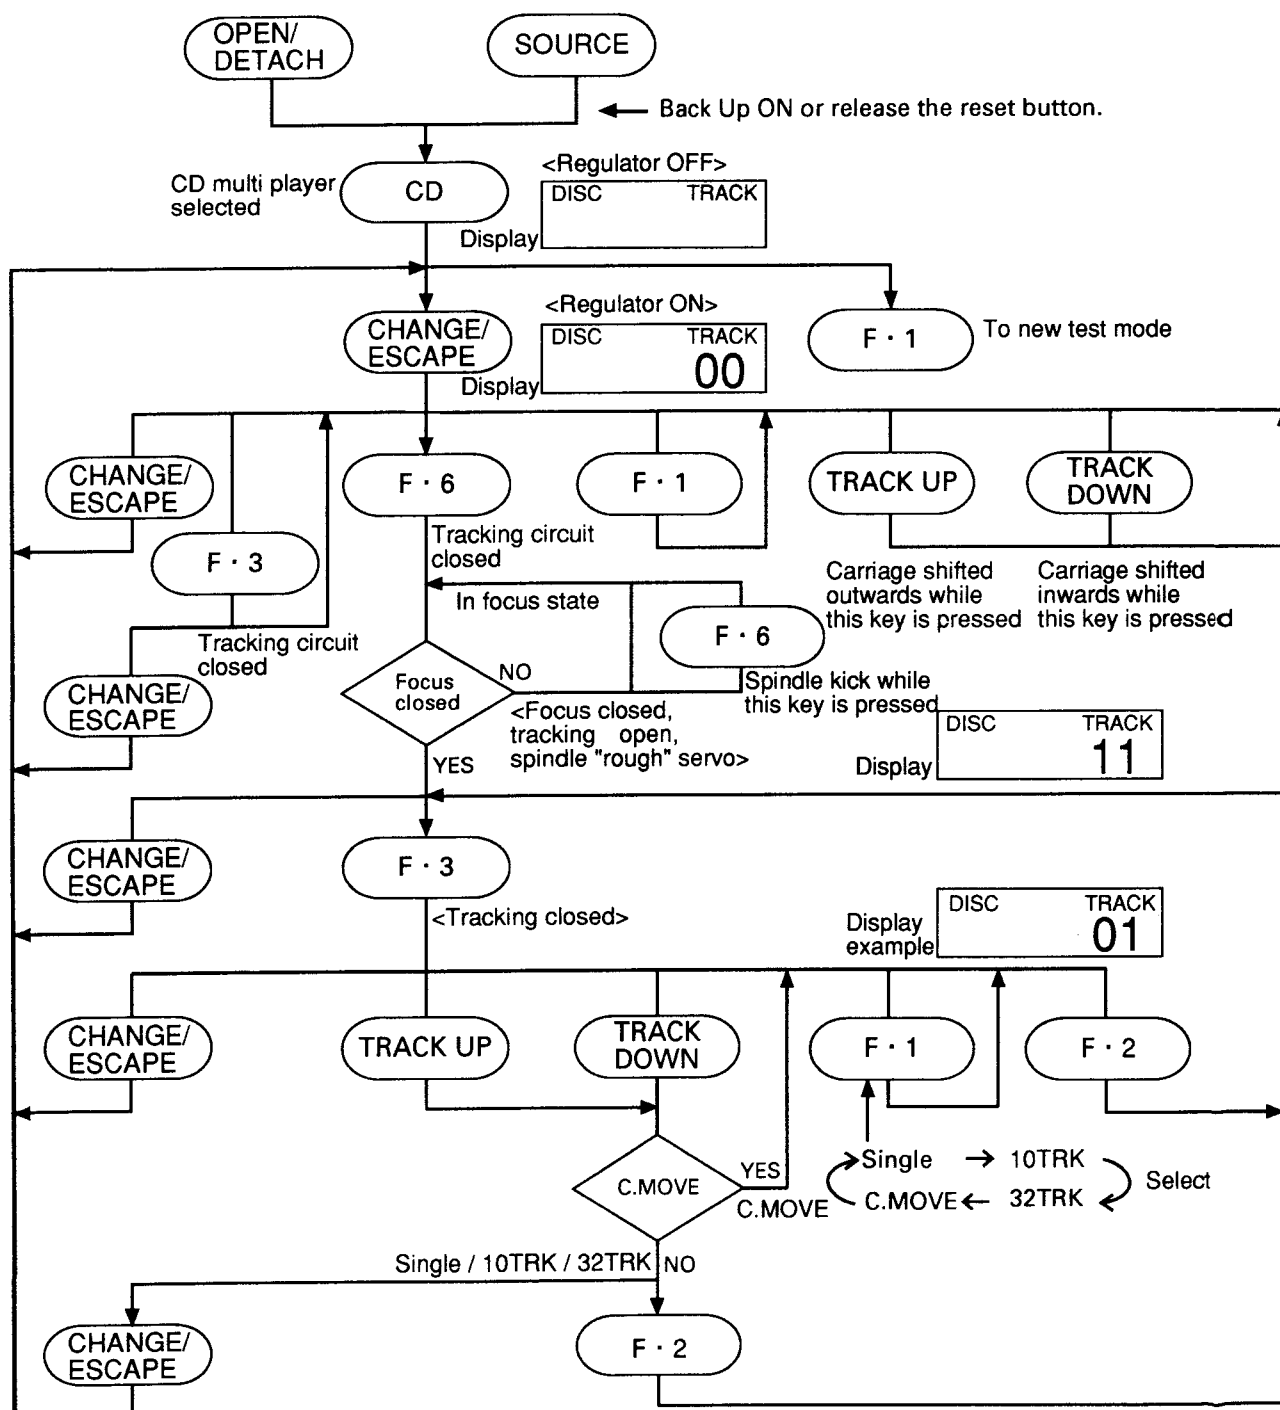 OPEN/
DETACH
SOURCE
Back Up ON or release the reset button.
CD multi player
selected
CD
<Regulator OFF>
DISC TRACK
Display
CHANGE/
ESCAPE
<Regulator ON>
DISC TRACK
00
Display
F · 1
To new test mode
CHANGE/
ESCAPE
F · 6
F · 1
TRACK UP
TRACK
DOWN
F · 3
Tracking circuit
closed
Carriage shifted
outwards while
this key is pressed
Carriage shifted
inwards while
this key is pressed
In focus state
F · 6
Tracking circuit
closed
CHANGE/
ESCAPE
Focus
closed
NO
Spindle kick while
this key is pressed
<Focus closed,
tracking open,
spindle "rough" servo>
YES
DISC TRACK
11
Display
CHANGE/
ESCAPE
F · 3
<Tracking closed>
DISC TRACK
01
Display
example
CHANGE/
ESCAPE
TRACK UP
TRACK
DOWN
F · 1
F · 2
C.MOVE
YES
C.MOVE
Single → 10TRK
C.MOVE ← 32TRK
Select
Single / 10TRK / 32TRK
NO
CHANGE/
ESCAPE
F · 2